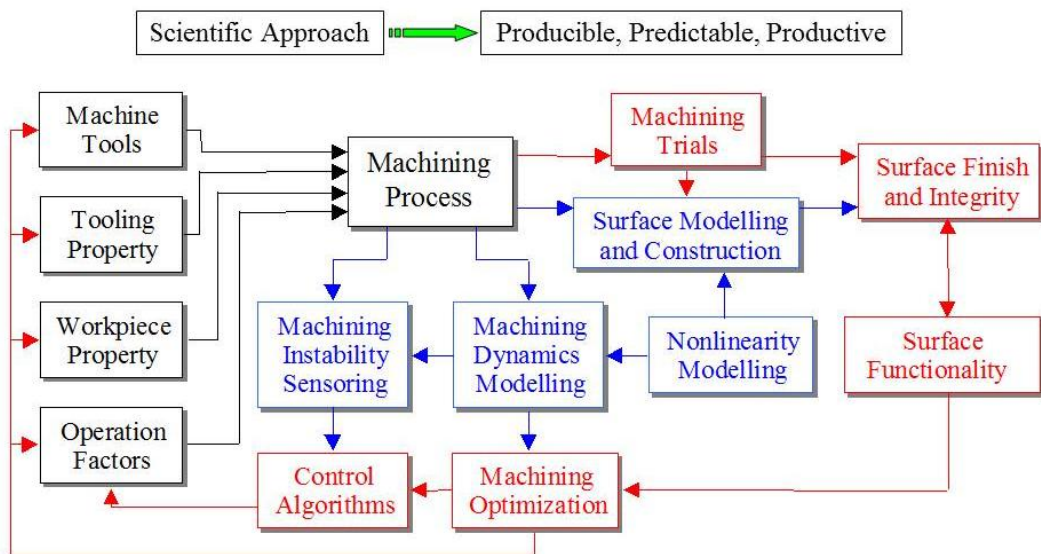 Scientific Approach
Producible, Predictable, Productive
Machine
Tools
Tooling
Property
Workpiece
Property
Operation
Factors
Machining
Process
Machining
Trials
Surface Modelling
and Construction
Surface Finish
and Integrity
Machining
Instability
Sensoring
Machining
Dynamics
Modelling
Nonlinearity
Modelling
Surface
Functionality
Control
Algorithms
Machining
Optimization